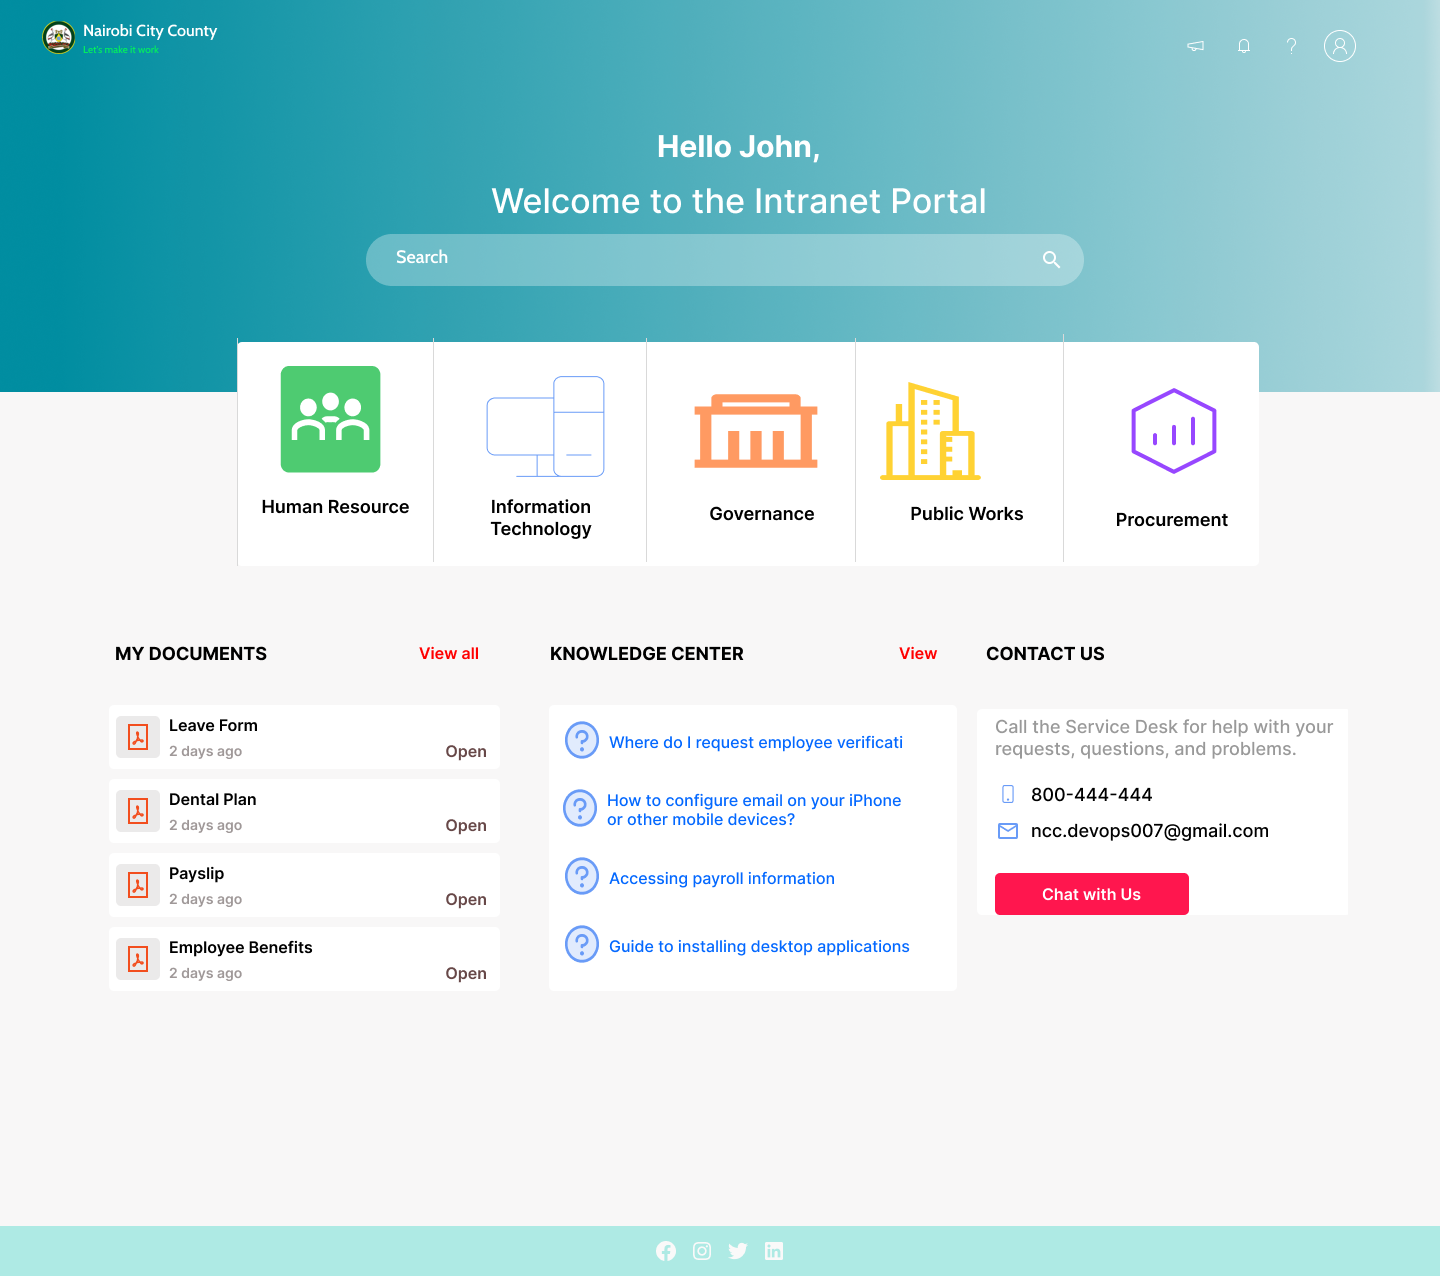 Nairobi City County
Let's make it work
Hello John,
Welcome to the Intranet Portal
Search
Human Resource
Information
Technology
Governance
Public Works
Procurement
MY DOCUMENTS
View all
Leave Form
2 days ago
Open
Dental Plan
2 days ago
Open
Payslip
2 days ago
Open
Employee Benefits
2 days ago
Open
KNOWLEDGE CENTER
View
Where do I request employee verificati
How to configure email on your iPhone
or other mobile devices?
Accessing payroll information
Guide to installing desktop applications
CONTACT US
Call the Service Desk for help with your
requests, questions, and problems.
800-444-444
ncc.devops007@gmail.com
Chat with Us